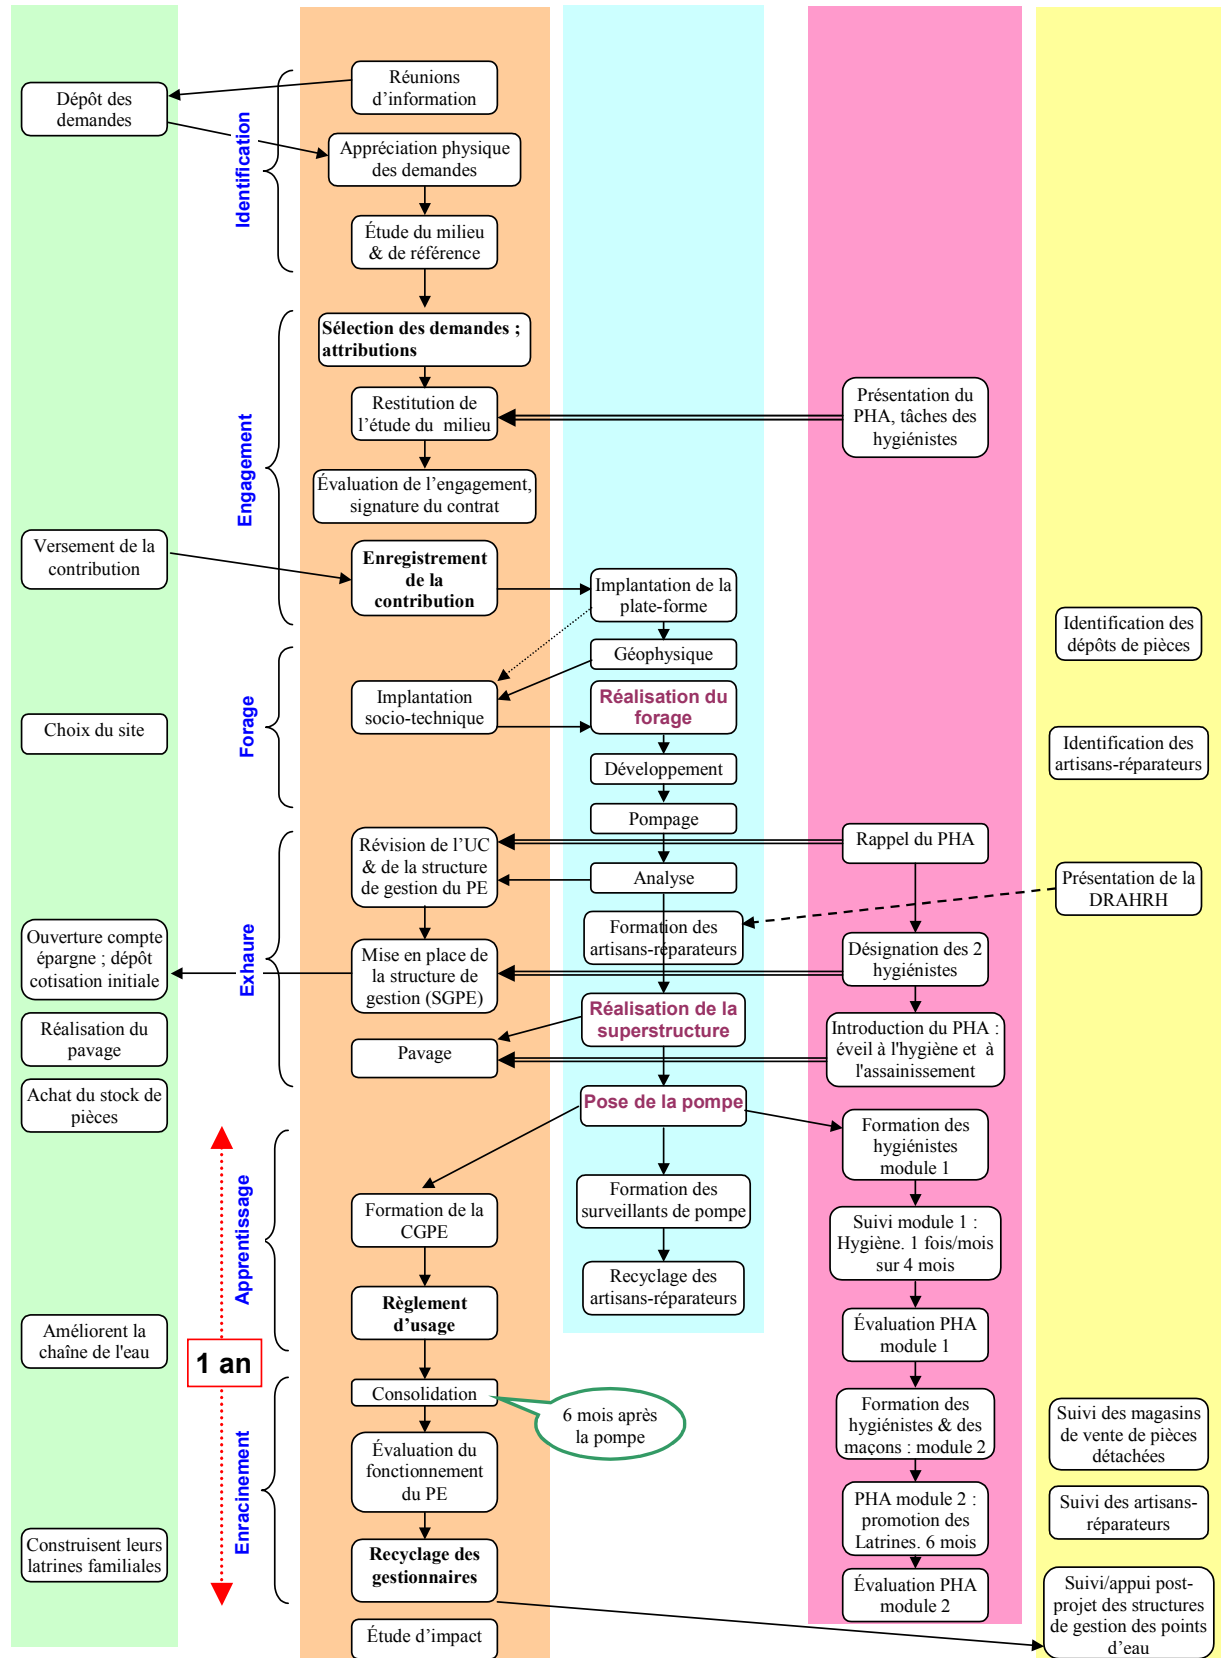 Réunions
d'information
Dépôt des
demandes
Appréciation physique
des demandes
Identification
Étude du milieu
& de référence
Sélection des demandes ;
attributions
Restitution de
l'étude du milieu
Présentation du
PHA, tâches des
hygiénistes
Engagement
Évaluation de l'engagement,
signature du contrat
Versement de la
contribution
Enregistrement
de la
contribution
Implantation de la
plate-forme
Identification des
dépôts de pièces
Géophysique
Implantation
socio-technique
Réalisation du
forage
Forage
Choix du site
Identification des
artisans-réparateurs
Développement
Pompage
Révision de l'UC
& de la structure
de gestion du PE
Rappel du PHA
Analyse
Présentation de la
DRAHRH
Ouverture compte
épargne ; dépôt
cotisation initiale
Exhaure
Mise en place de
la structure de
gestion (SGPE)
Formation des
artisans-réparateurs
Désignation des 2
hygiénistes
Réalisation du
pavage
Pavage
Réalisation de la
superstructure
Introduction du PHA :
éveil à l'hygiène et à
l'assainissement
Achat du stock de
pièces
Pose de la pompe
Formation des
hygiénistes
module 1
Apprentissage
Formation de la
CGPE
Formation des
surveillants de pompe
Suivi module 1 :
Hygiène. 1 fois/mois
sur 4 mois
Recyclage des
artisans-réparateurs
Règlement
d'usage
Améliorent la
chaîne de l'eau
1 an
Évaluation PHA
module 1
Consolidation
6 mois après
la pompe
Formation des
hygiénistes & des
maçons : module 2
Suivi des magasins
de vente de pièces
détachées
Enracinement
Évaluation du
fonctionnement
du PE
PHA module 2 :
promotion des
Latrines. 6 mois
Suivi des artisans-
réparateurs
Construisent leurs
latrines familiales
Recyclage des
gestionnaires
Évaluation PHA
module 2
Suivi/appui post-
projet des structures
de gestion des points
d'eau
Étude d'impact